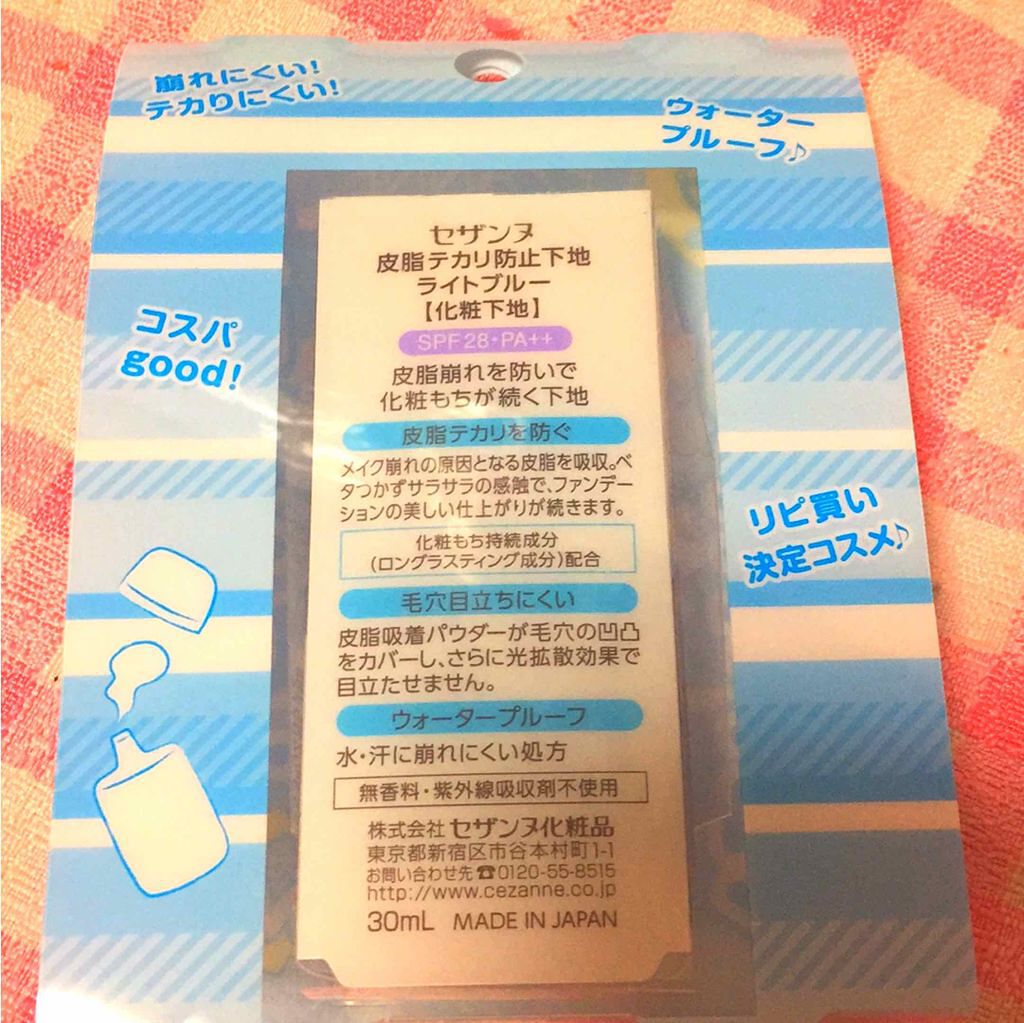 崩れにくい!
テカりにくい!
ウォーター
プルーフ♪
セザンヌ
皮脂テカリ防止下地
ライトブルー
【化粧下地】
SPF28・PA++
皮脂崩れを防いで
化粧もちが続く下地
コスパ
good!
皮脂テカリを防ぐ
メイク崩れの原因となる皮脂を吸収。ベ
タつかずサラサラの感触で、ファンデー
ションの美しい仕上がりが続きます。
化粧もち持続成分
(ロングラスティング成分)配合
リピ買い
決定コスメ♪
毛穴目立ちにくい
皮脂吸着パウダーが毛穴の凹凸
をカバーし、さらに光拡散効果で
目立たせません。
ウォータープルーフ
水・汗に崩れにくい処方
無香料・紫外線吸収剤不使用
株式会社 セザンヌ化粧品
東京都新宿区市谷本村町1-1
お問い合わせ先☎0120-55-8515
http://www.cezanne.co.jp
30mL MADE IN JAPAN